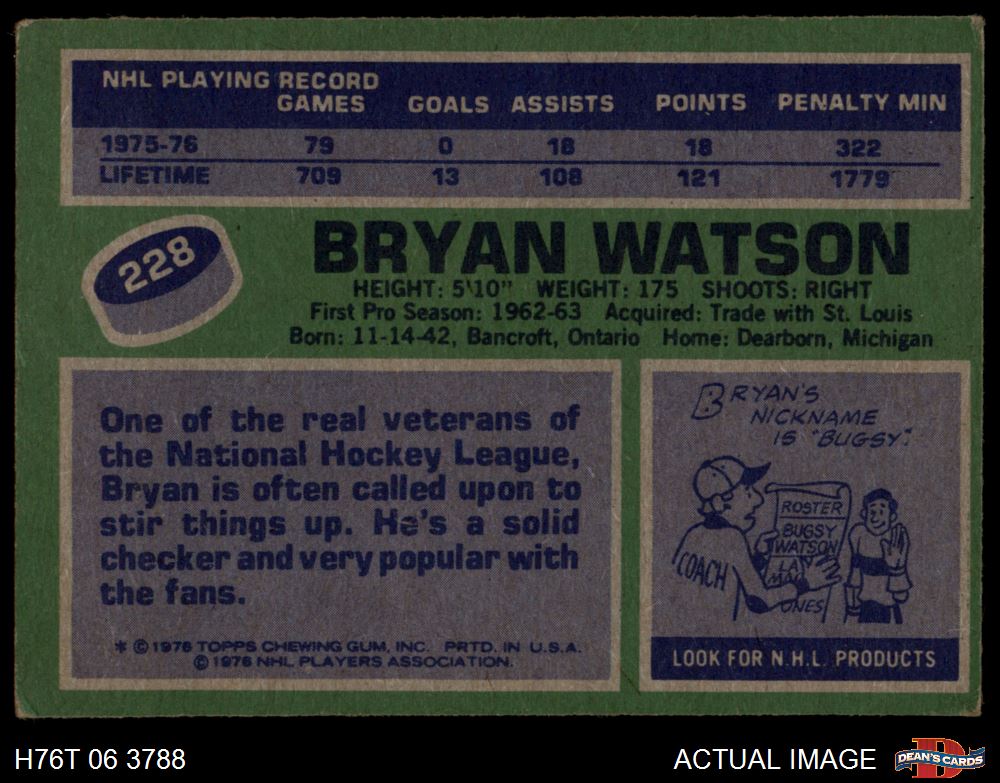 NHL PLAYING RECORD
GAMES GOALS ASSISTS POINTS PENALTY MIN
1975-76 79 0 18 18 322
LIFETIME 709 13 108 121 1779
228
BRYAN WATSON
HEIGHT: 5'10" WEIGHT: 175 SHOOTS: RIGHT
First Pro Season: 1962-63 Acquired: Trade with St. Louis
Born: 11-14-42, Bancroft, Ontario Home: Dearborn, Michigan
One of the real veterans of
the National Hockey League,
Bryan is often called upon to
stir things up. He's a solid
checker and very popular with
the fans.
* © 1976 TOPPS CHEWING GUM, INC. PRTD. IN U.S.A.
© 1976 NHL PLAYERS ASSOCIATION.
BRYAN'S
NICKNAME
IS "BUGSY".
ROSTER
BUGSY
WATSON
COACH
ONES
LOOK FOR N.H.L. PRODUCTS
H76T 06 3788
ACTUAL IMAGE
DEAN'S CARDS